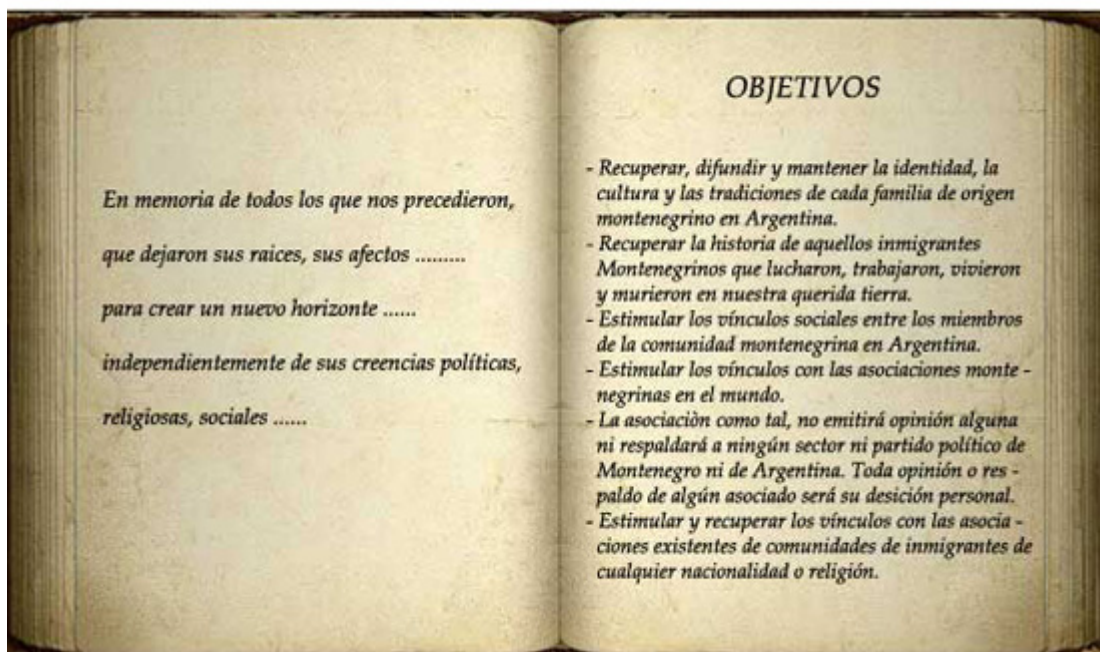 En memoria de todos los que nos precedieron,
que dejaron sus raices, sus afectos .........
para crear un nuevo horizonte ......
independientemente de sus creencias políticas,
religiosas, sociales ......
OBJETIVOS
- Recuperar, difundir y mantener la identidad, la
cultura y las tradiciones de cada familia de origen
montenegrino en Argentina.
- Recuperar la historia de aquellos inmigrantes
Montenegrinos que lucharon, trabajaron, vivieron
y murieron en nuestra querida tierra.
- Estimular los vínculos sociales entre los miembros
de la comunidad montenegrina en Argentina.
- Estimular los vínculos con las asociaciones monte -
negrinas en el mundo.
- La asociaciòn como tal, no emitirá opinión alguna
ni respaldará a ningún sector ni partido político de
Montenegro ni de Argentina. Toda opinión o res -
paldo de algún asociado será su desición personal.
- Estimular y recuperar los vínculos con las asocia -
ciones existentes de comunidades de inmigrantes de
cualquier nacionalidad o religión.